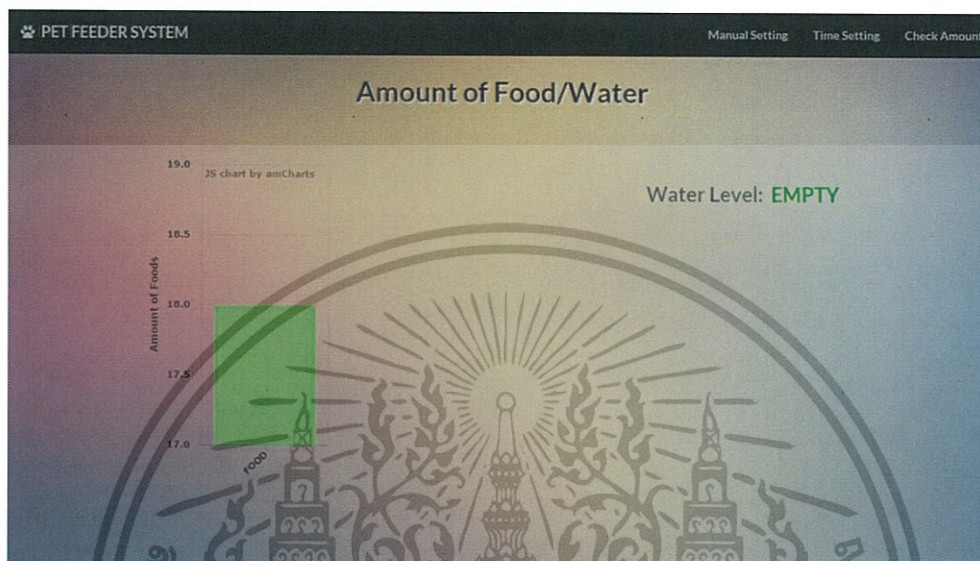 PET FEEDER SYSTEM
Manual Setting Time Setting Check Amount
Amount of Food/Water
19.0
JS chart by amCharts
Water Level: EMPTY
18.5
Amount of Foods
18.0
17.5
17.0
FOOD